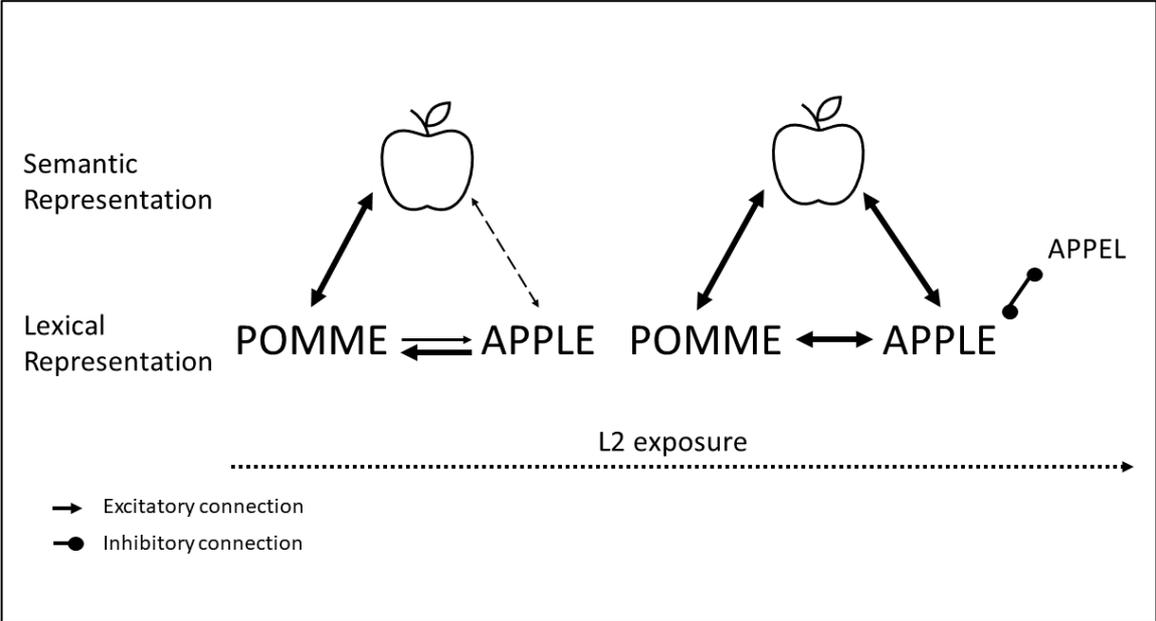 Semantic
Representation
APPEL
Lexical
Representation
POMME APPLE POMME APPLE
L2 exposure
Excitatory connection
Inhibitory connection